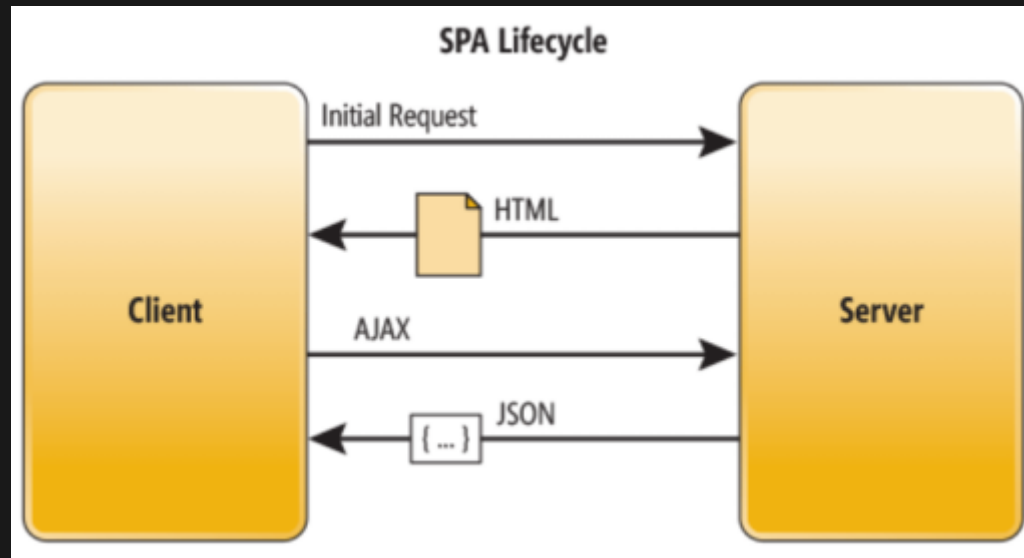 SPA Lifecycle
Initial Request
HTML
Client
Server
AJAX
JSON
{ ... }